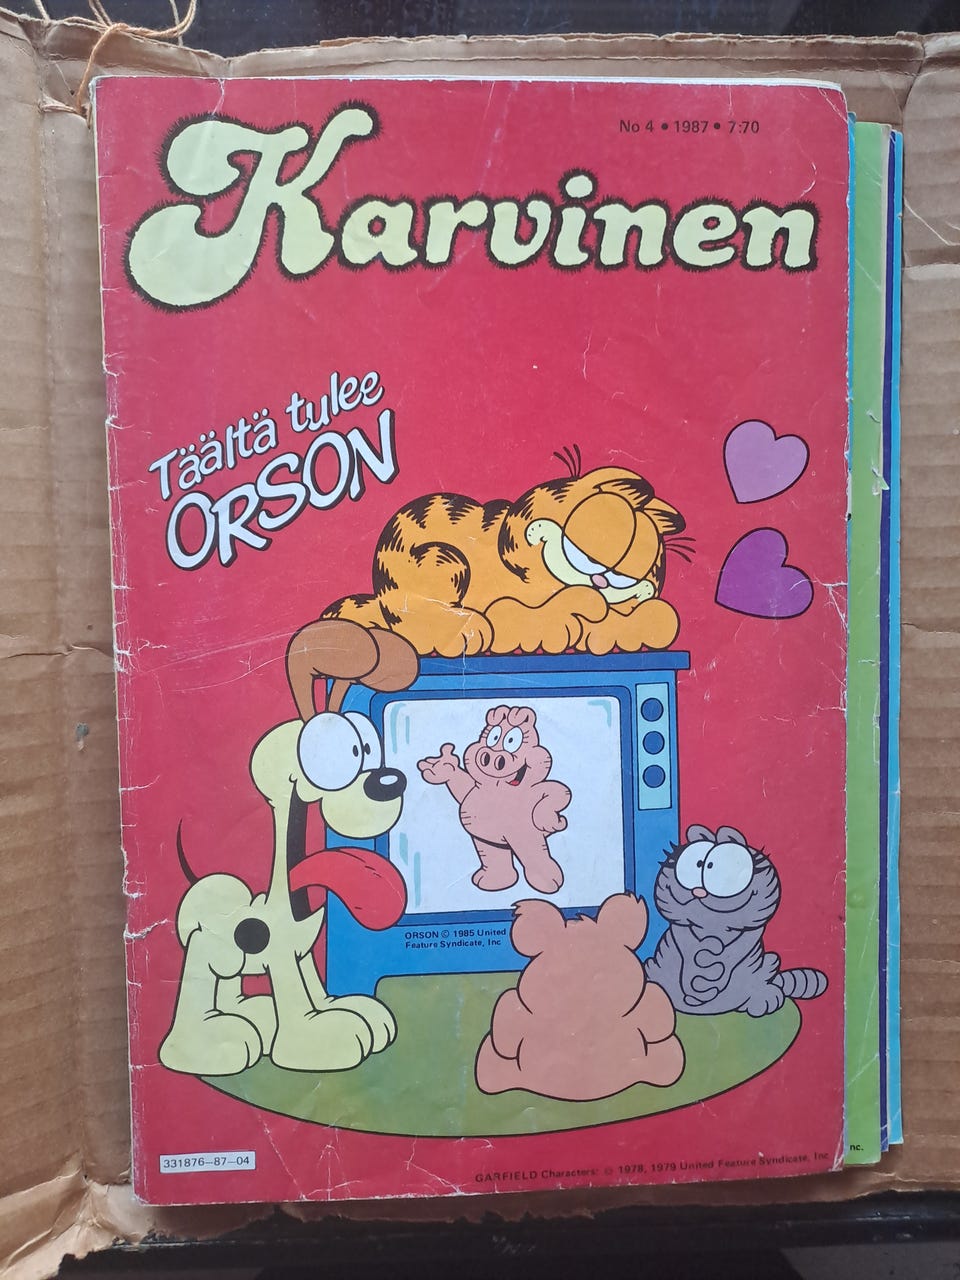 No 4 • 1987 • 7:70
Karvinen
Täältä tulee
ORSON
ORSON © 1985 United
Feature Syndicate, Inc
331876–87–04
GARFIELD Characters: © 1978, 1979 United Feature Syndicate, Inc
nc.